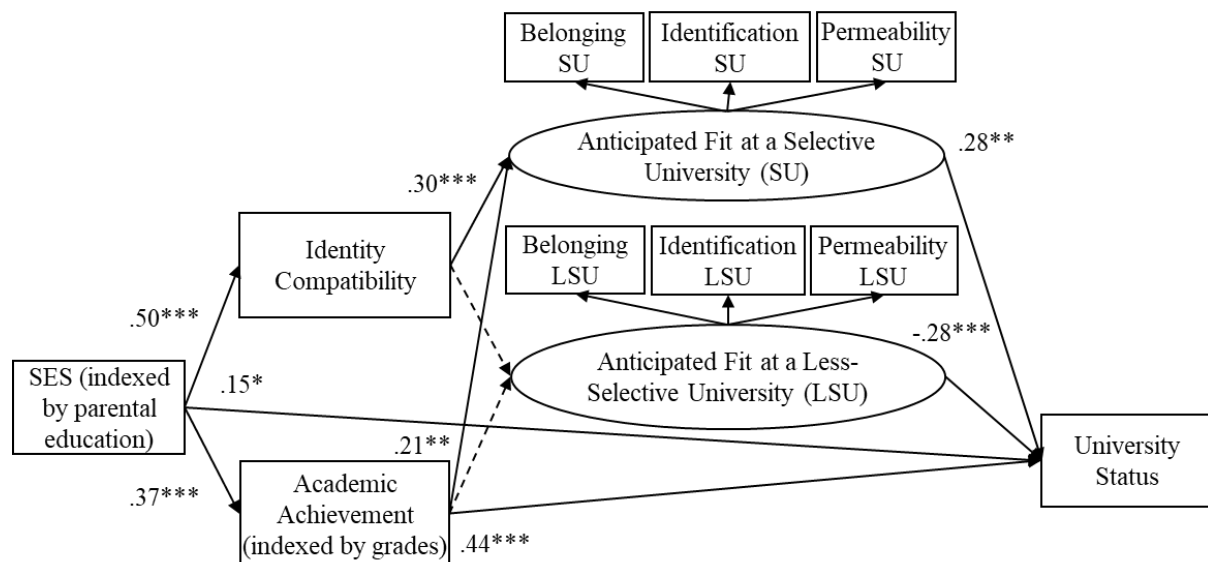 Belonging
SU
Identification
SU
Permeability
SU
Anticipated Fit at a Selective
University (SU)
.28**
.30***
Identity
Compatibility
Belonging
LSU
Identification
LSU
Permeability
LSU
-.28***
Anticipated Fit at a Less-
Selective University (LSU)
.50***
SES (indexed
by parental
education)
.15*
.21**
.37***
Academic
Achievement
(indexed by grades)
.44***
University
Status